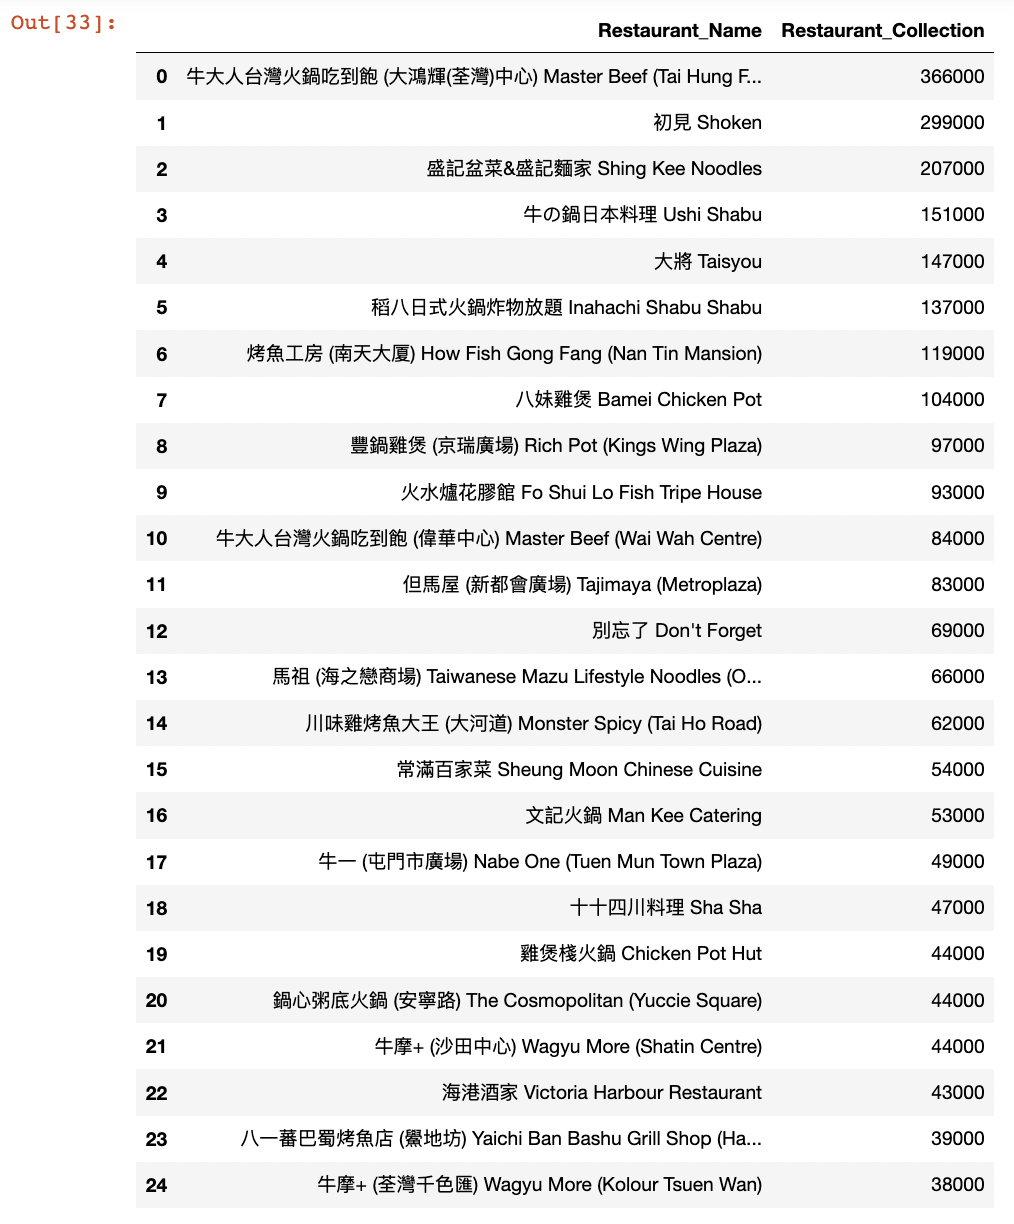 Out[33]:
Restaurant_Name Restaurant_Collection
0 牛大人台灣火鍋吃到飽 (大鴻輝(荃灣)中心) Master Beef (Tai Hung F... 366000
1 初見 Shoken 299000
2 盛記盆菜&盛記麵家 Shing Kee Noodles 207000
3 牛の鍋日本料理 Ushi Shabu 151000
4 大將 Taisyou 147000
5 稻八日式火鍋炸物放題 Inahachi Shabu Shabu 137000
6 烤魚工房 (南天大厦) How Fish Gong Fang (Nan Tin Mansion) 119000
7 八妹雞煲 Bamei Chicken Pot 104000
8 豐鍋雞煲 (京瑞廣場) Rich Pot (Kings Wing Plaza) 97000
9 火水爐花膠館 Fo Shui Lo Fish Tripe House 93000
10 牛大人台灣火鍋吃到飽 (偉華中心) Master Beef (Wai Wah Centre) 84000
11 但馬屋 (新都會廣場) Tajimaya (Metroplaza) 83000
12 別忘了 Don't Forget 69000
13 馬祖 (海之戀商場) Taiwanese Mazu Lifestyle Noodles (O... 66000
14 川味雞烤魚大王 (大河道) Monster Spicy (Tai Ho Road) 62000
15 常滿百家菜 Sheung Moon Chinese Cuisine 54000
16 文記火鍋 Man Kee Catering 53000
17 牛一 (屯門市廣場) Nabe One (Tuen Mun Town Plaza) 49000
18 十十四川料理 Sha Sha 47000
19 雞煲棧火鍋 Chicken Pot Hut 44000
20 鍋心粥底火鍋 (安寧路) The Cosmopolitan (Yuccie Square) 44000
21 牛摩+ (沙田中心) Wagyu More (Shatin Centre) 44000
22 海港酒家 Victoria Harbour Restaurant 43000
23 八一蕃巴蜀烤魚店 (鱟地坊) Yaichi Ban Bashu Grill Shop (Ha... 39000
24 牛摩+ (荃灣千色匯) Wagyu More (Kolour Tsuen Wan) 38000